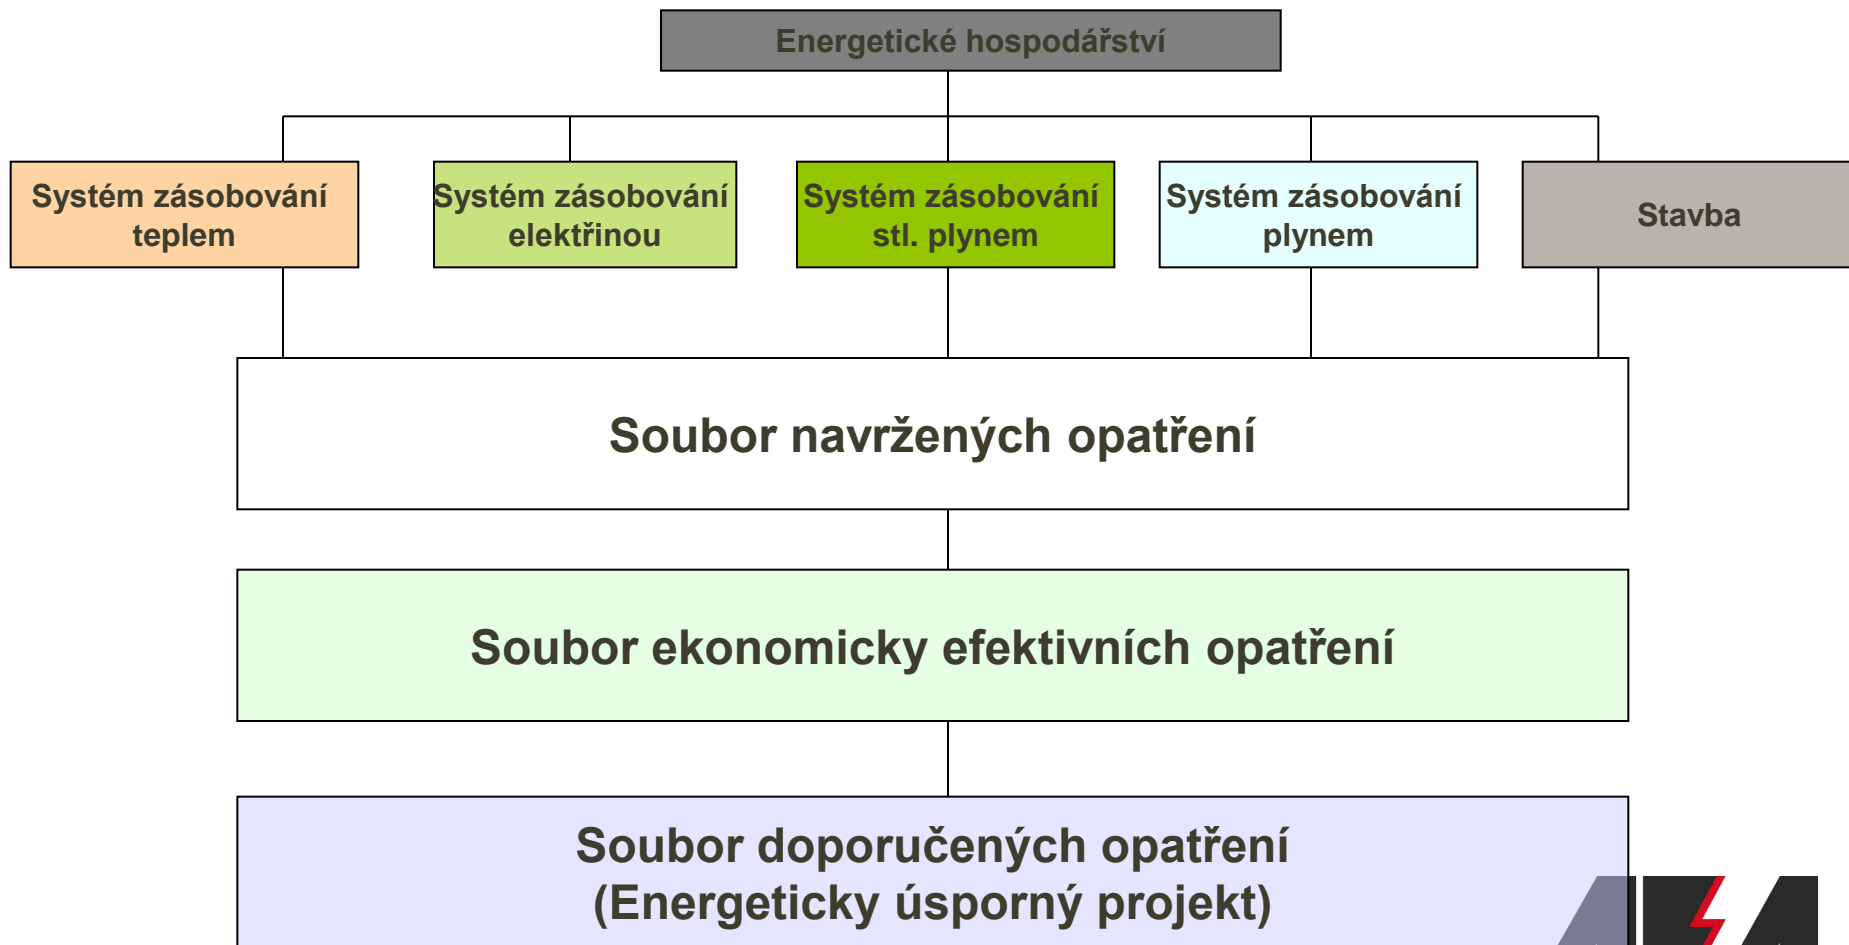 Energetické hospodářství
Systém zásobování
teplem
Systém zásobování
elektřinou
Systém zásobování
stl. plynem
Systém zásobování
plynem
Stavba
Soubor navržených opatření
Soubor ekonomicky efektivních opatření
Soubor doporučených opatření
(Energeticky úsporný projekt)